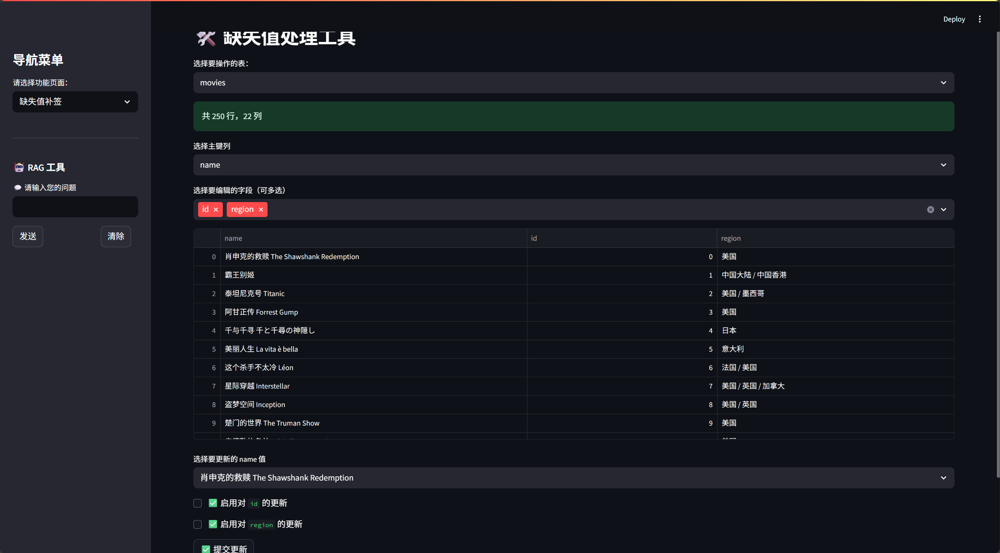 Deploy
导航菜单
请选择功能页面：
缺失值补签
RAG 工具
请输入您的问题
发送
清除
缺失值处理工具
选择要操作的表：
movies
共 250 行，22 列
选择主键列
name
选择要编辑的字段（可多选）
id
region
name id region
0 肖申克的救赎 The Shawshank Redemption 0 美国
1 霸王别姬 1 中国大陆 / 中国香港
2 泰坦尼克号 Titanic 2 美国 / 墨西哥
3 阿甘正传 Forrest Gump 3 美国
4 千与千寻 千と千尋の神隠し 4 日本
5 美丽人生 La vita è bella 5 意大利
6 这个杀手不太冷 Léon 6 法国 / 美国
7 星际穿越 Interstellar 7 美国 / 英国 / 加拿大
8 盗梦空间 Inception 8 美国 / 英国
9 楚门的世界 The Truman Show 9 美国
选择要更新的 name 值
肖申克的救赎 The Shawshank Redemption
启用对 id 的更新
启用对 region 的更新
提交更新